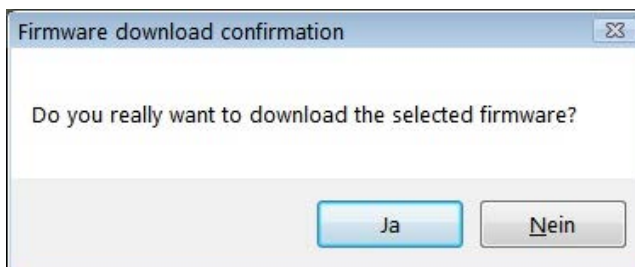 Firmware download confirmation
Do you really want to download the selected firmware?
Ja
Nein